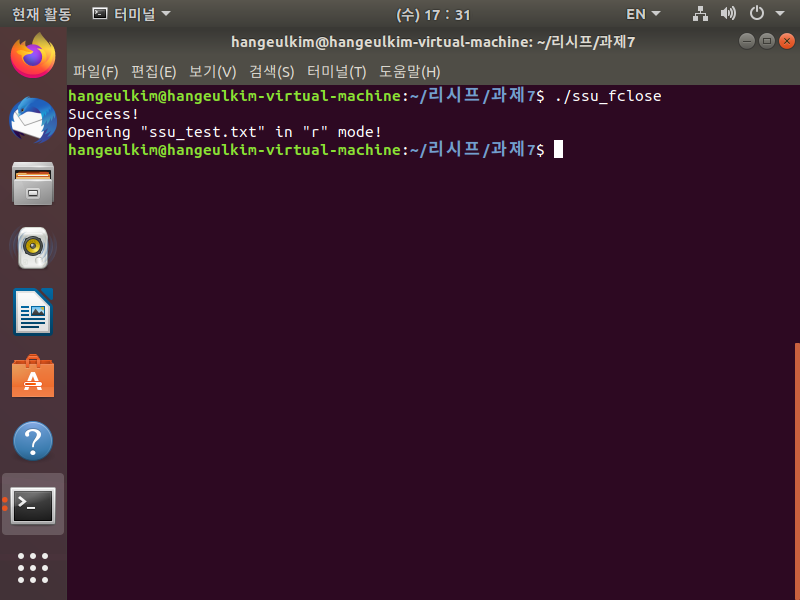 현재 활동 터미널 (수) 17 : 31 EN
hangeulkim@hangeulkim-virtual-machine: ~/리시프/과제7
파일(F) 편집(E) 보기(V) 검색(S) 터미널(T) 도움말(H)
hangeulkim@hangeulkim-virtual-machine:~/리시프/과제7$ ./ssu_fclose
Success!
Opening "ssu_test.txt" in "r" mode!
hangeulkim@hangeulkim-virtual-machine:~/리시프/과제7$